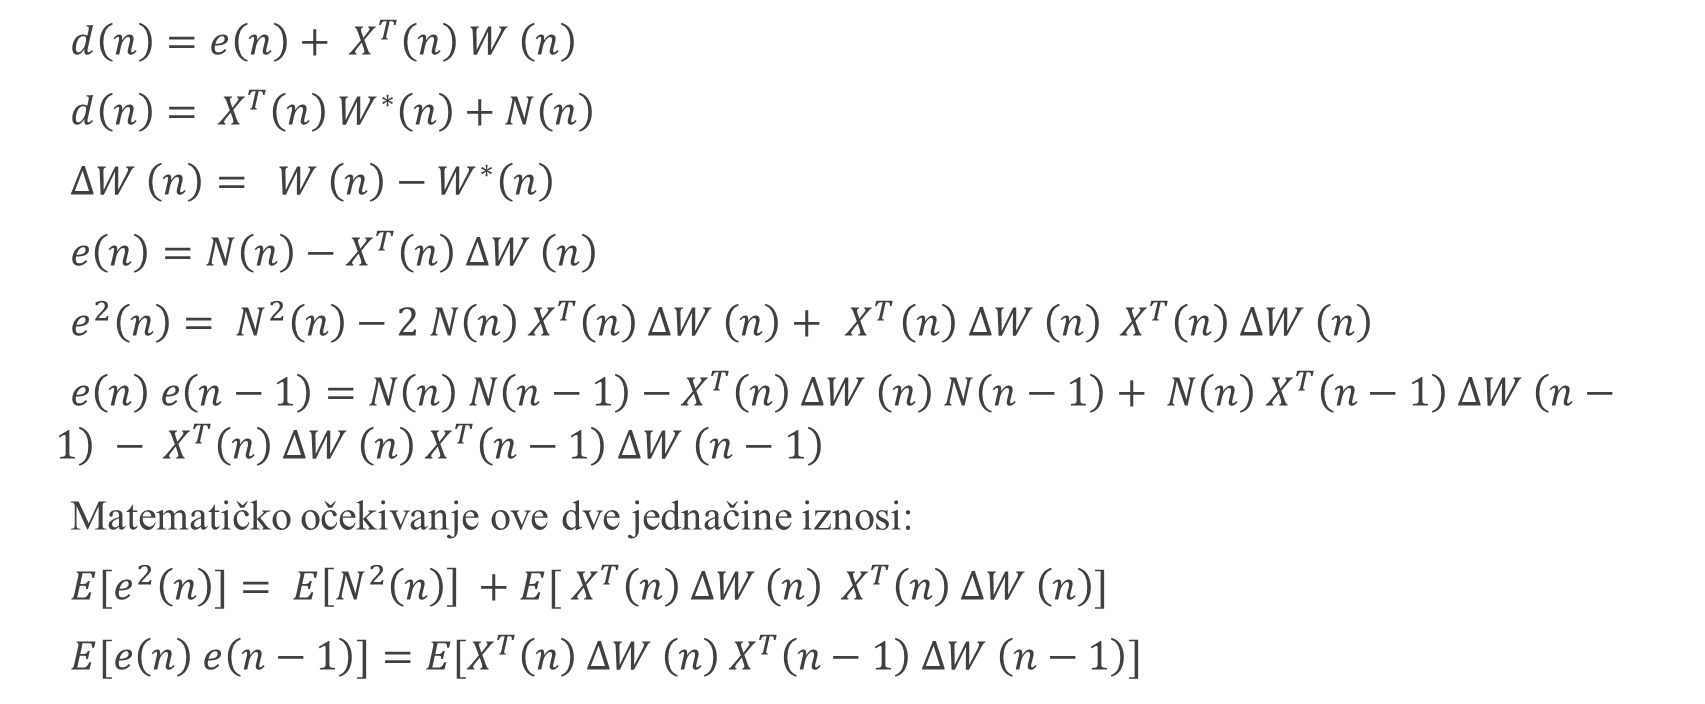 d(n) = e(n) + X^T(n) W (n)
d(n) = X^T(n) W^*(n) + N(n)
ΔW (n) = W (n) − W^*(n)
e(n) = N(n) − X^T(n) ΔW (n)
e^2(n) = N^2(n) − 2 N(n) X^T(n) ΔW (n) + X^T(n) ΔW (n) X^T(n) ΔW (n)
e(n) e(n − 1) = N(n) N(n − 1) − X^T(n) ΔW (n) N(n − 1) + N(n) X^T(n − 1) ΔW (n −
1) − X^T(n) ΔW (n) X^T(n − 1) ΔW (n − 1)
Matematičko očekivanje ove dve jednačine iznosi:
E[e^2(n)] = E[N^2(n)] + E[ X^T(n) ΔW (n) X^T(n) ΔW (n)]
E[e(n) e(n − 1)] = E[X^T(n) ΔW (n) X^T(n − 1) ΔW (n − 1)]